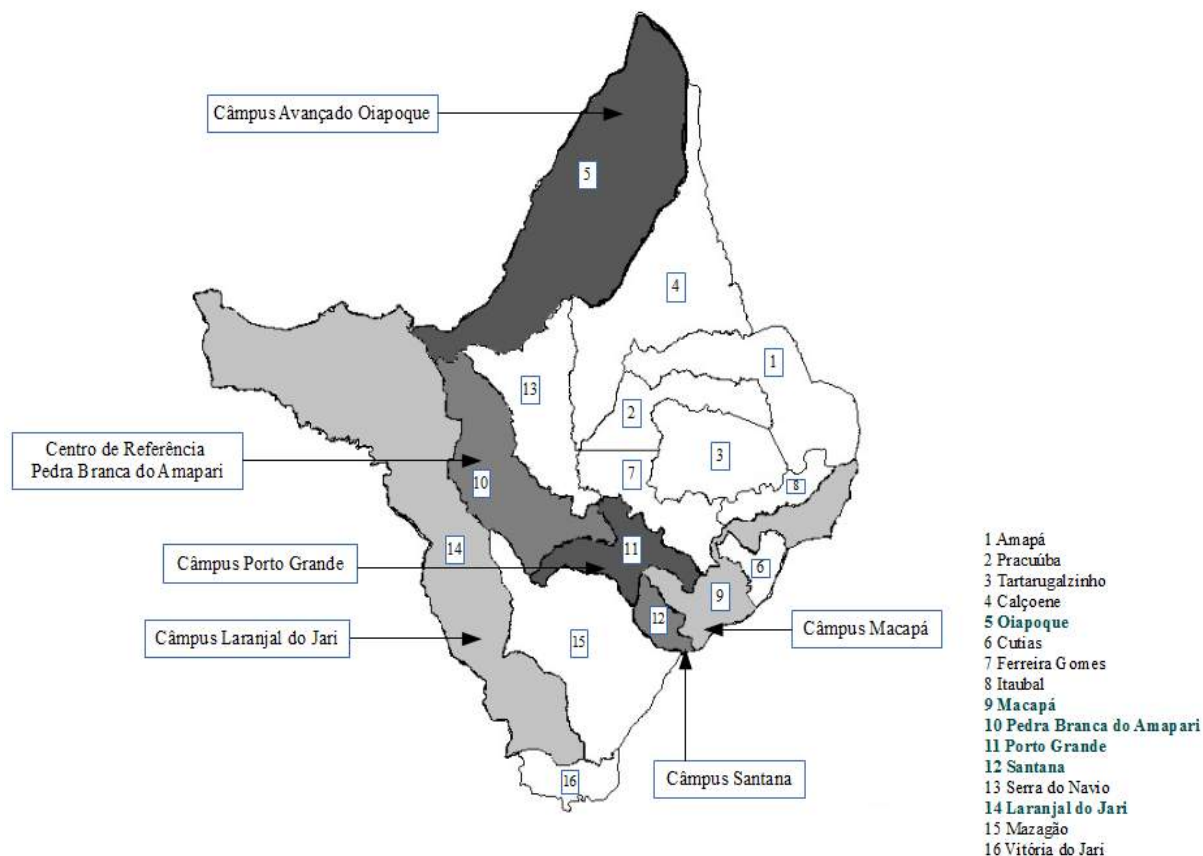 Câmpus Avançado Oiapoque
5
4
1
13
2
Centro de Referência
Pedra Branca do Amapari
3
7
10
8
14
11
Câmpus Porto Grande
6
9
12
Câmpus Laranjal do Jari
15
Câmpus Macapá
16
Câmpus Santana
1 Amapá
2 Pracuúba
3 Tartarugalzinho
4 Calçoene
5 Oiapoque
6 Cutias
7 Ferreira Gomes
8 Itaubal
9 Macapá
10 Pedra Branca do Amapari
11 Porto Grande
12 Santana
13 Serra do Navio
14 Laranjal do Jari
15 Mazagão
16 Vitória do Jari